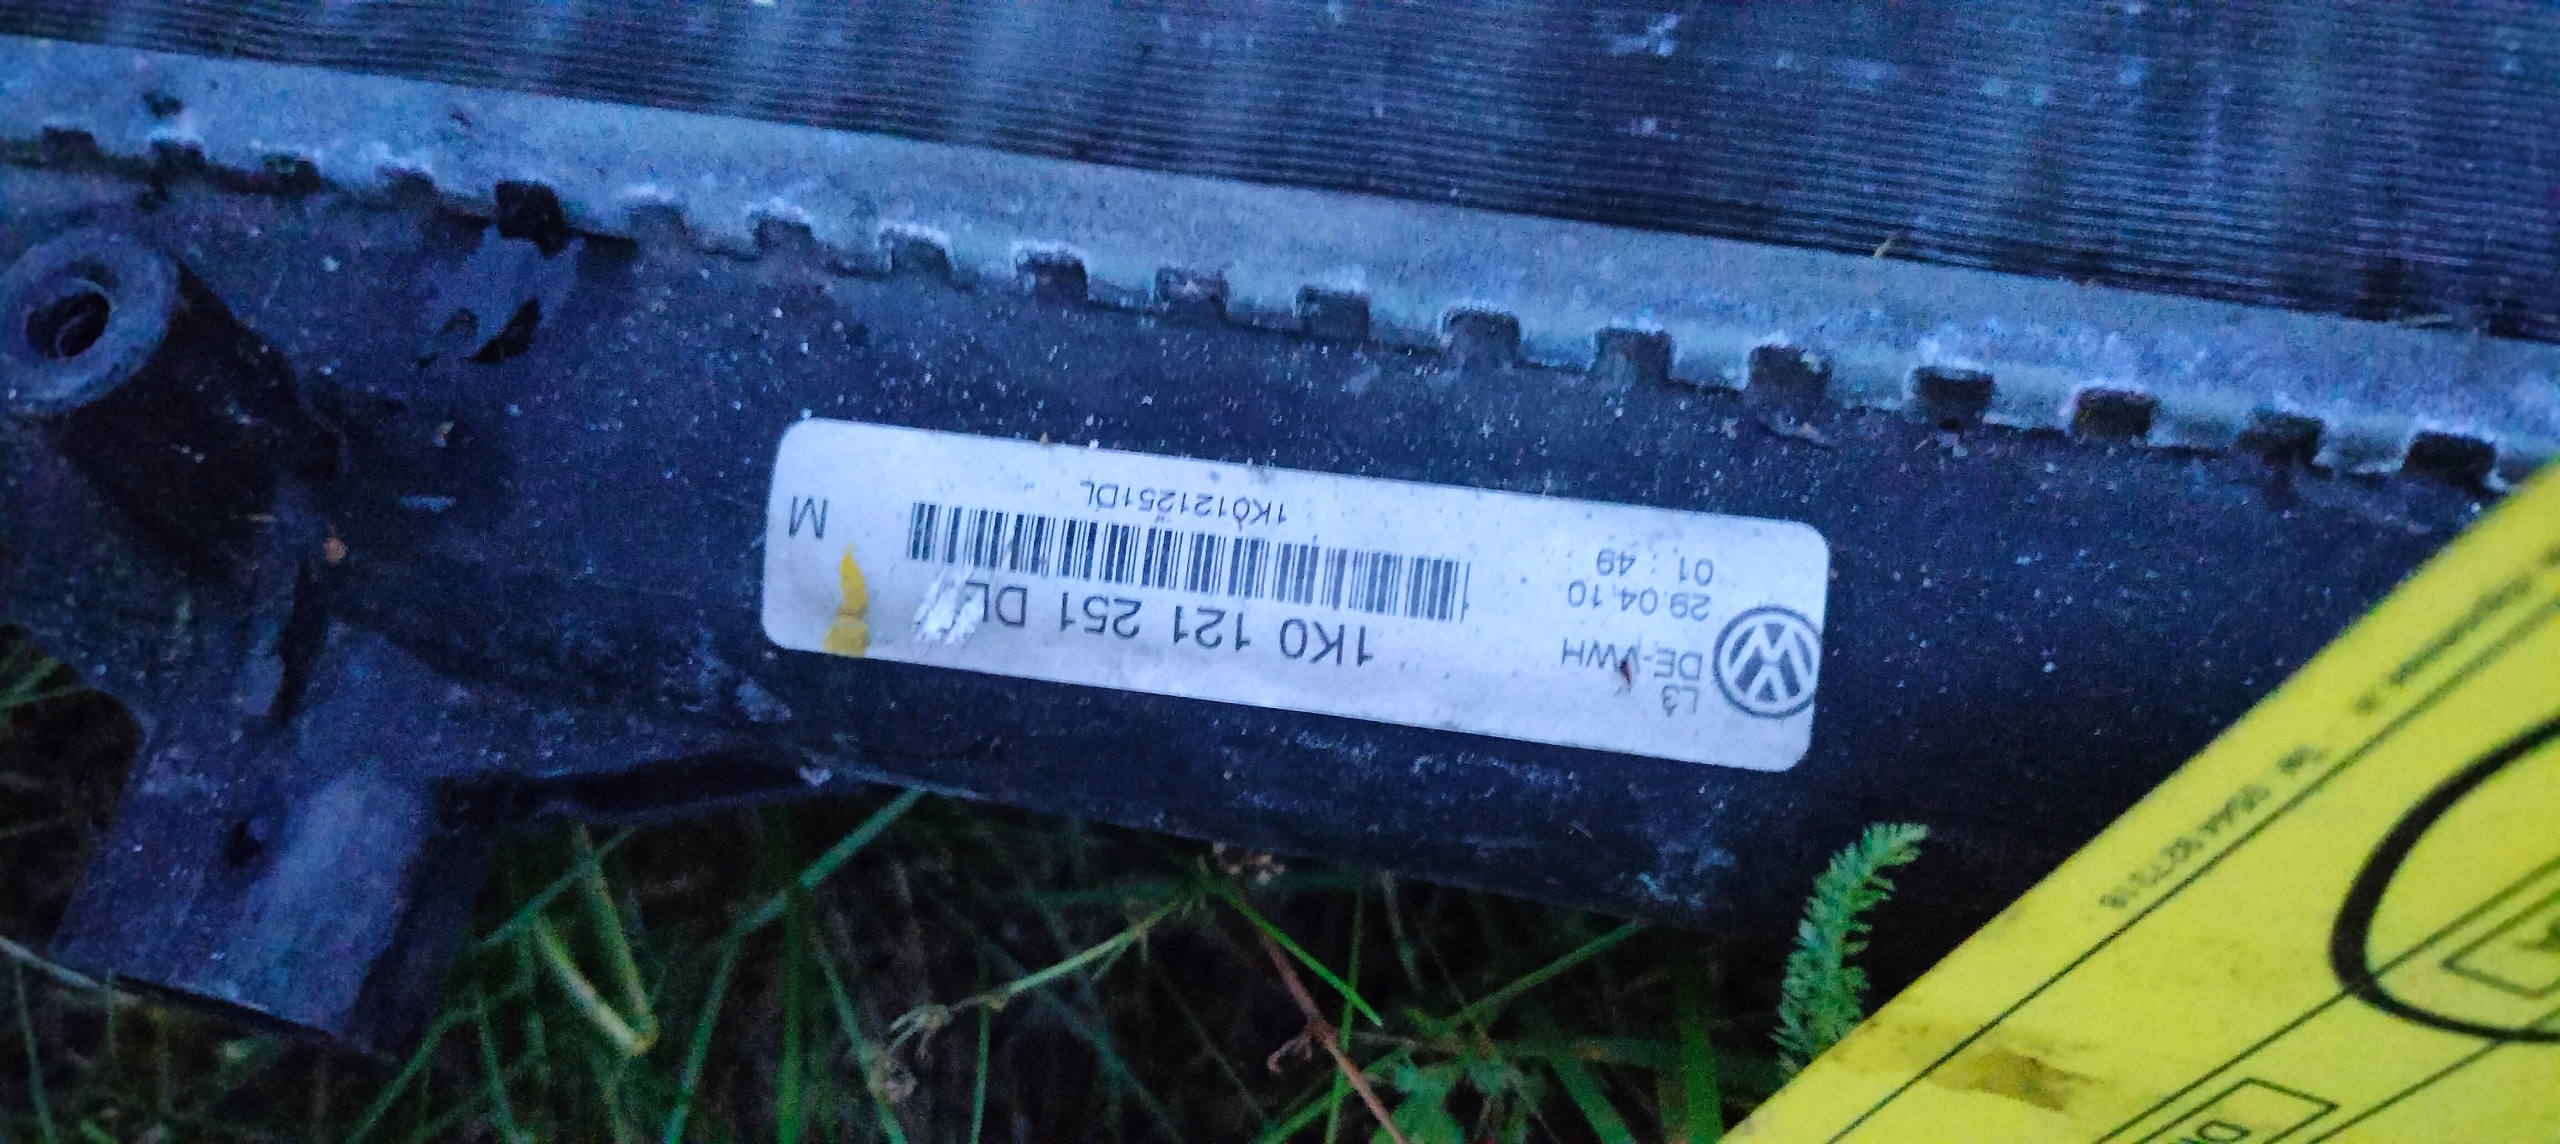 L3
DE-VWH
29.04.10
01 : 49
1K0 121 251 DL
1K0121251DL
M